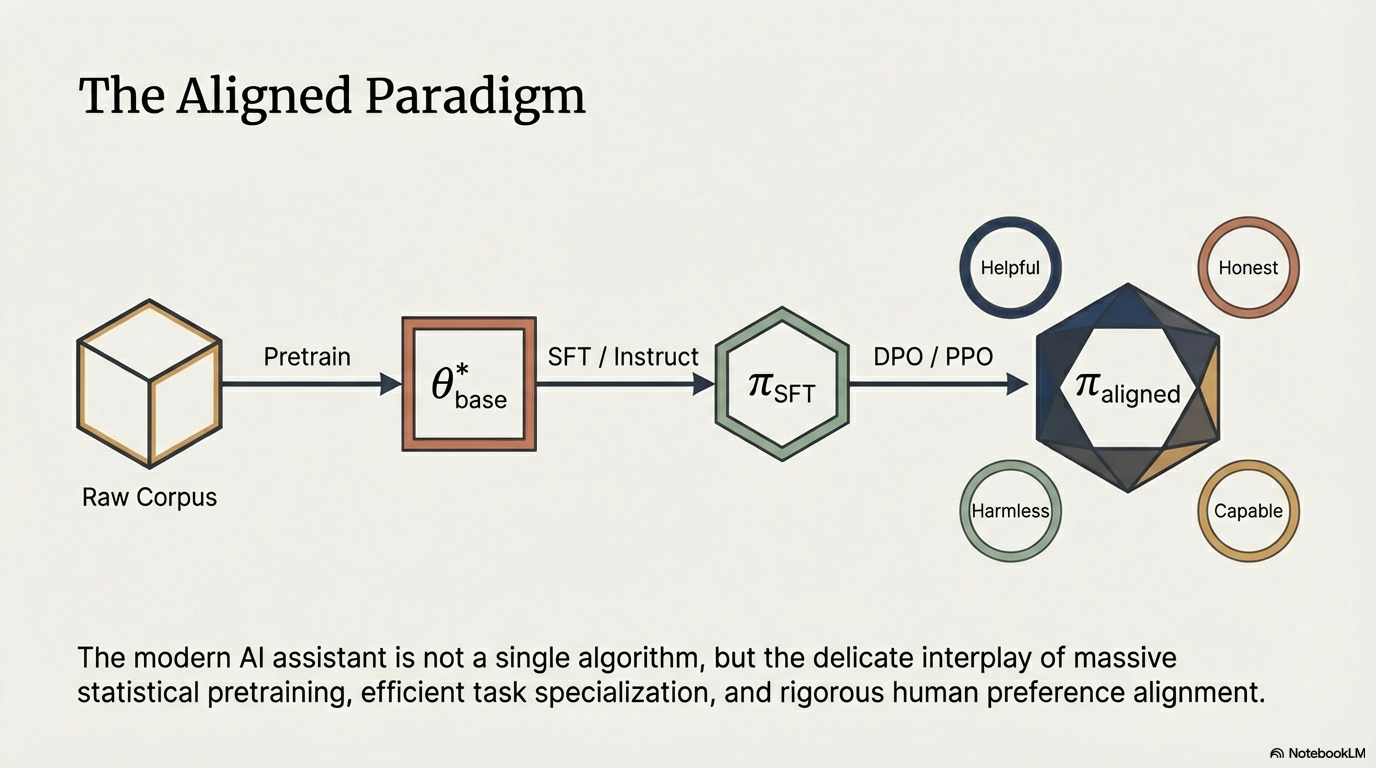 The Aligned Paradigm
Helpful
Honest
Pretrain
SFT / Instruct
DPO / PPO
θ*base
πSFT
πaligned
Raw Corpus
Harmless
Capable
The modern AI assistant is not a single algorithm, but the delicate interplay of massive
statistical pretraining, efficient task specialization, and rigorous human preference alignment.
NotebookLM